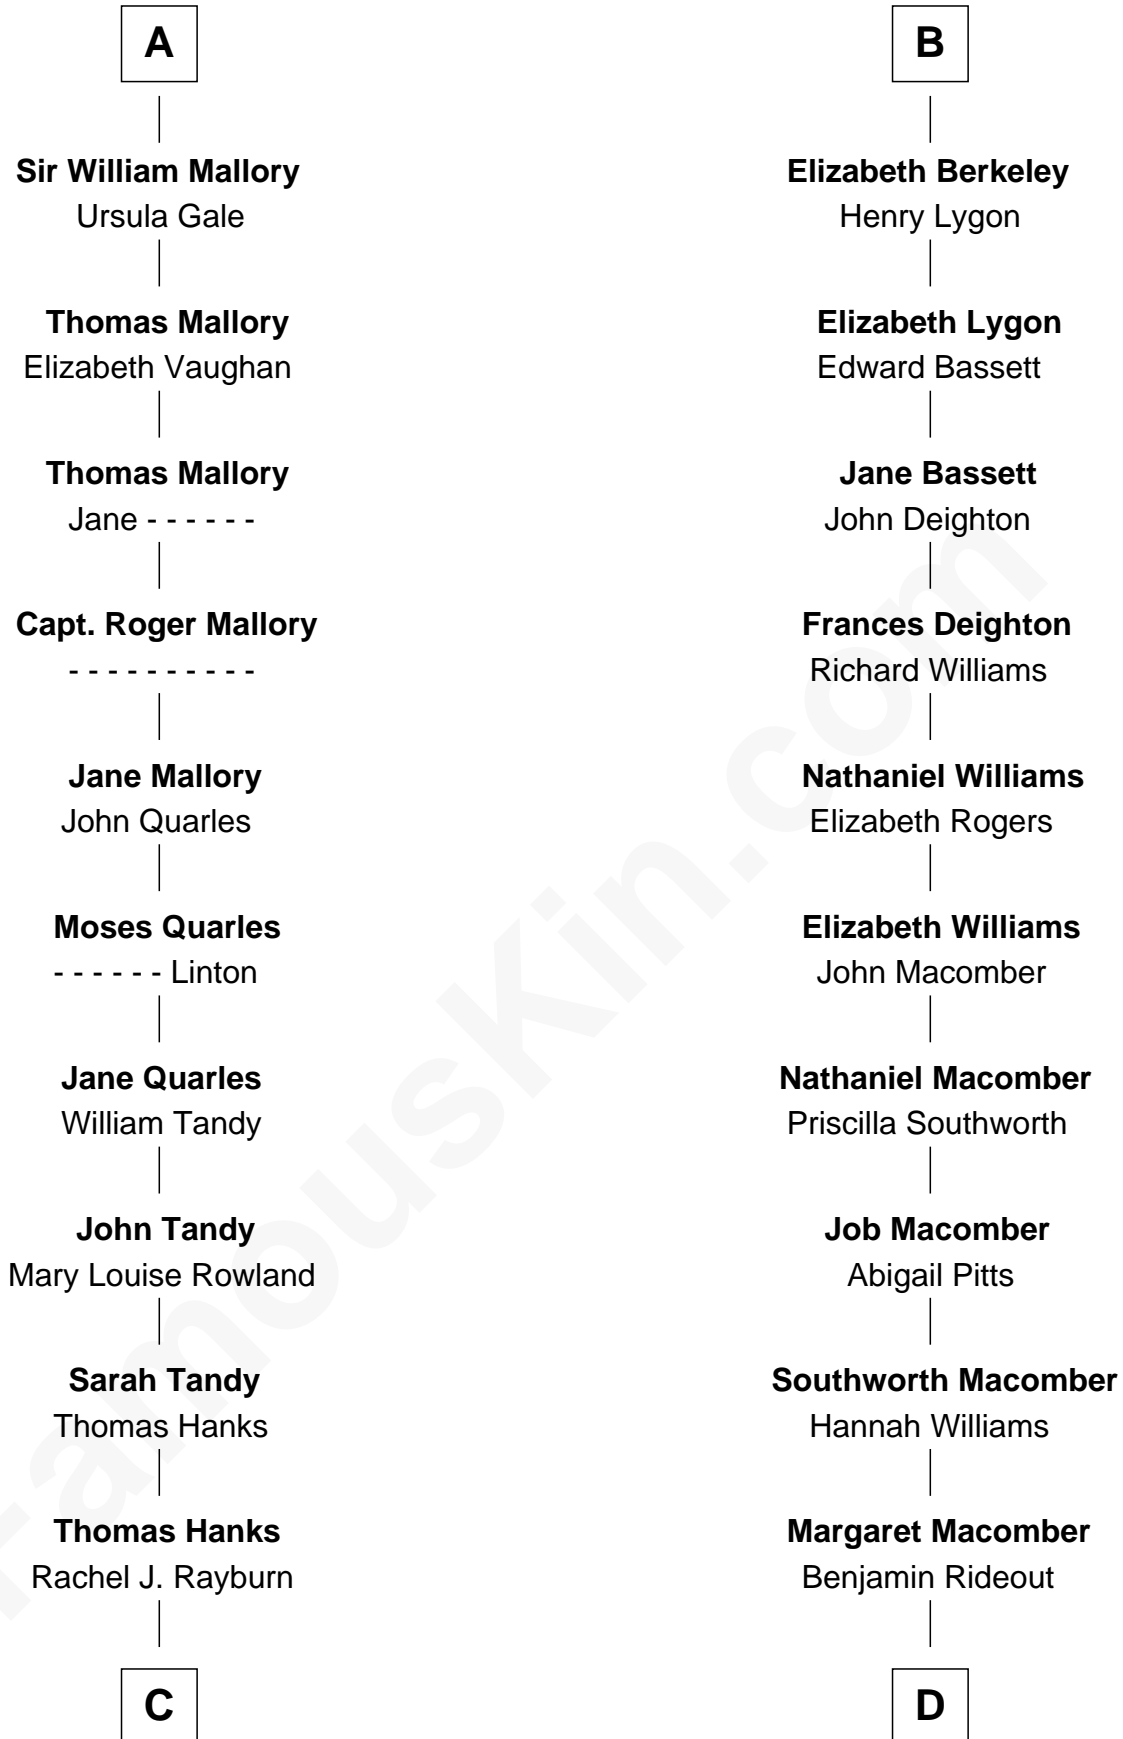 A
Sir William Mallory
Ursula Gale
Thomas Mallory
Elizabeth Vaughan
Thomas Mallory
Jane - - - - - -
Capt. Roger Mallory
- - - - - - - - - -
Jane Mallory
John Quarles
Moses Quarles
- - - - - - Linton
Jane Quarles
William Tandy
John Tandy
Mary Louise Rowland
Sarah Tandy
Thomas Hanks
Thomas Hanks
Rachel J. Rayburn
C
B
Elizabeth Berkeley
Henry Lygon
Elizabeth Lygon
Edward Bassett
Jane Bassett
John Deighton
Frances Deighton
Richard Williams
Nathaniel Williams
Elizabeth Rogers
Elizabeth Williams
John Macomber
Nathaniel Macomber
Priscilla Southworth
Job Macomber
Abigail Pitts
Southworth Macomber
Hannah Williams
Margaret Macomber
Benjamin Rideout
D
FamousKin.com